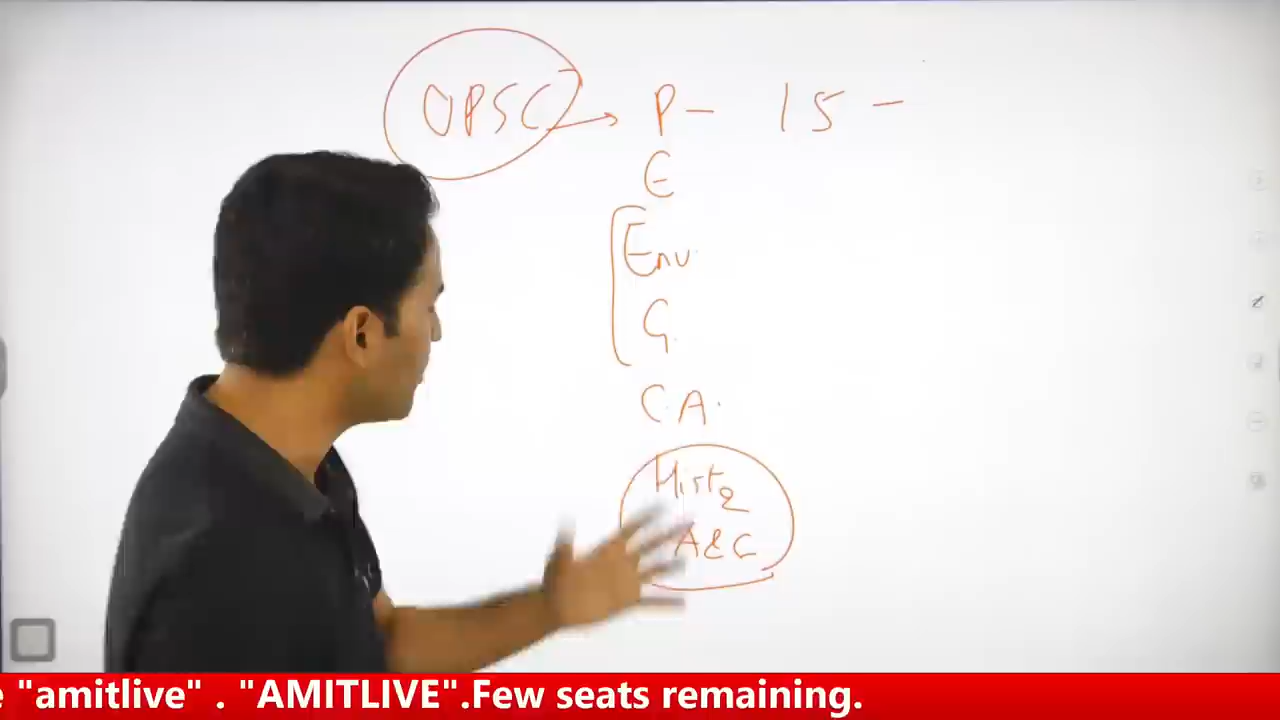 OPSC → P - 15 -
E
Env.
G.
C.A.
Hist
A&C
"amitlive" . "AMITLIVE".Few seats remaining.